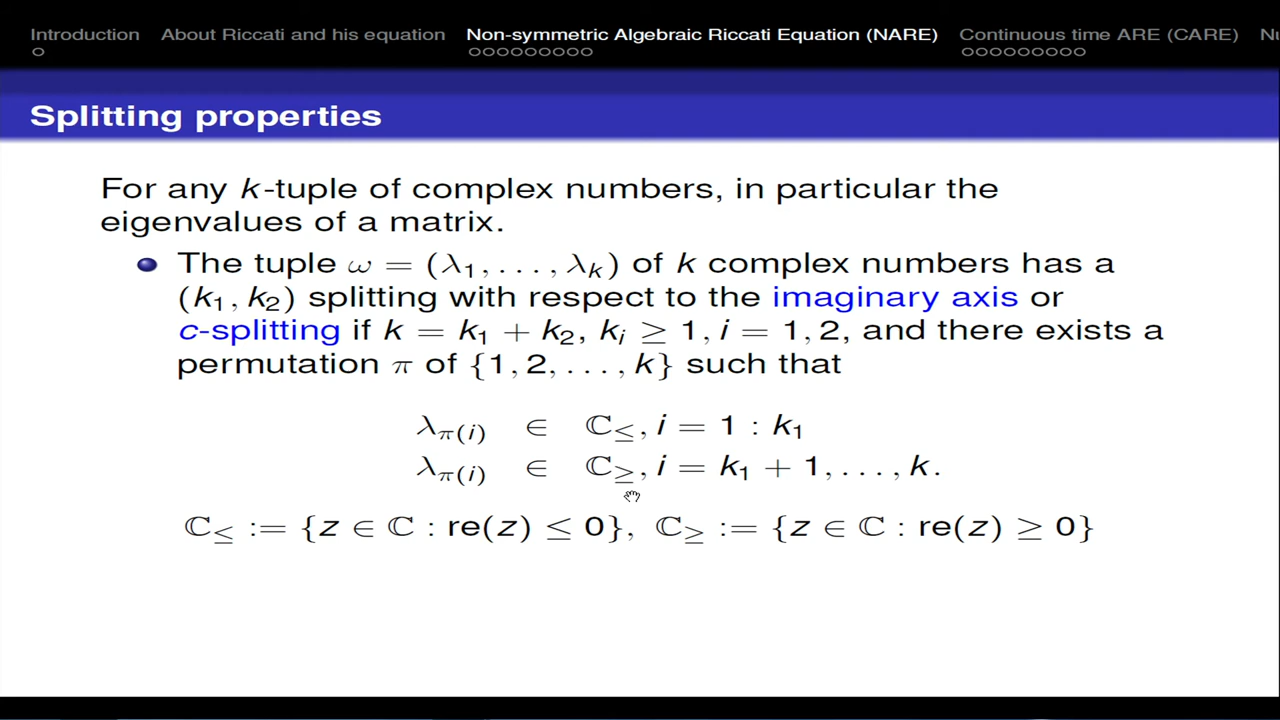 Introduction About Riccati and his equation Non-symmetric Algebraic Riccati Equation (NARE) Continuous time ARE (CARE)
Splitting properties
For any k-tuple of complex numbers, in particular the
eigenvalues of a matrix.
The tuple ω = (λ₁, . . . , λₖ) of k complex numbers has a
(k₁, k₂) splitting with respect to the imaginary axis or
c-splitting if k = k₁ + k₂, kᵢ ≥ 1, i = 1, 2, and there exists a
permutation π of {1, 2, . . . , k} such that
λπ(i) ∈ ℂ≤, i = 1 : k₁
λπ(i) ∈ ℂ≥, i = k₁ + 1, . . . , k.
ℂ≤ := {z ∈ ℂ : re(z) ≤ 0}, ℂ≥ := {z ∈ ℂ : re(z) ≥ 0}